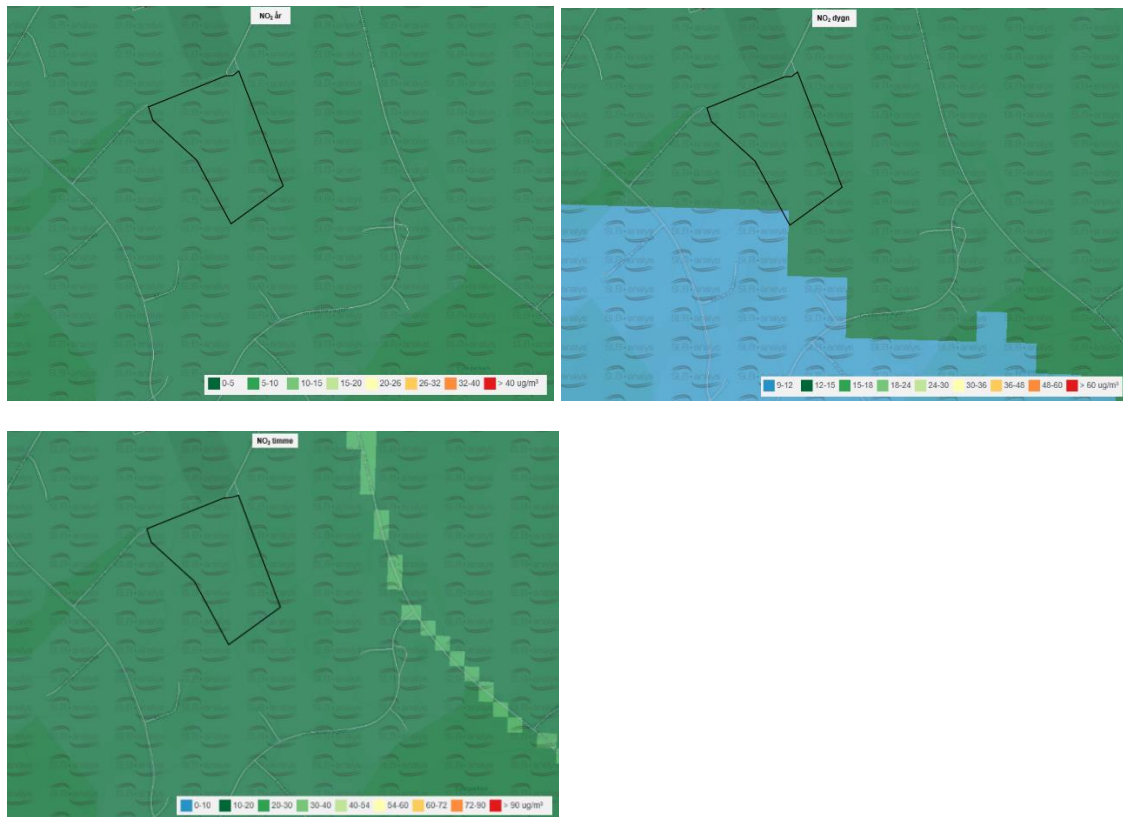 NO₂ år
0-5 5-10 10-15 15-20 20-26 26-32 32-40 > 40 ug/m³
NO₂ dygn
9-12 12-15 15-18 18-24 24-30 30-36 36-48 48-60 > 60 ug/m³
NO₂ timme
0-10 10-20 20-30 30-40 40-54 54-60 60-72 72-90 > 90 ug/m³